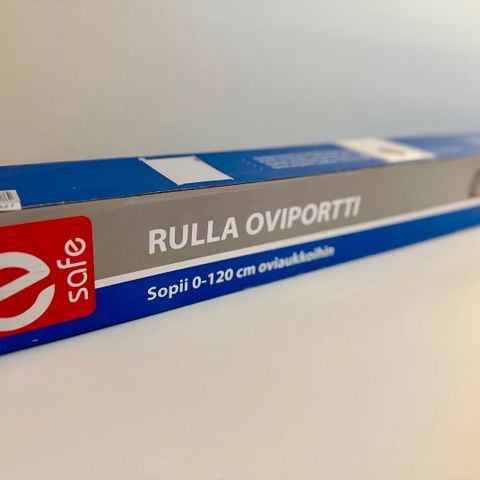 RULLA OVIPORTTI
Sopii 0-120 cm oviaukkoihin
e
safe